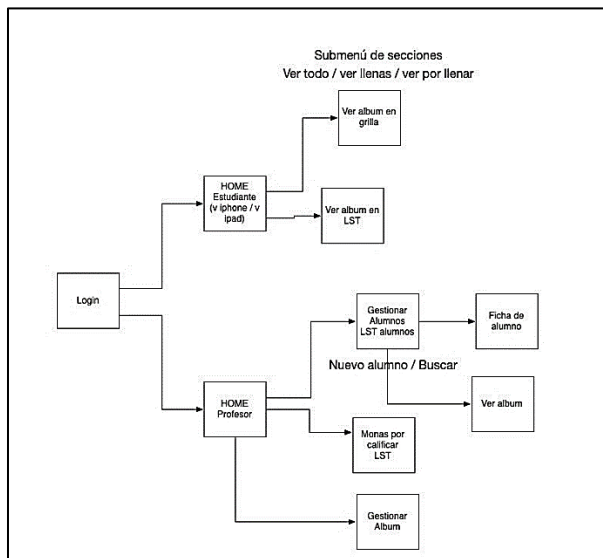 Submenú de secciones
Ver todo / ver llenas / ver por llenar
Ver album en
grilla
HOME
Estudiante
(v iphone / v
ipad)
Ver album en
LST
Login
Gestionar
Alumnos
LST alumnos
Ficha de
alumno
Nuevo alumno / Buscar
HOME
Profesor
Ver album
Monas por
calificar
LST
Gestionar
Album